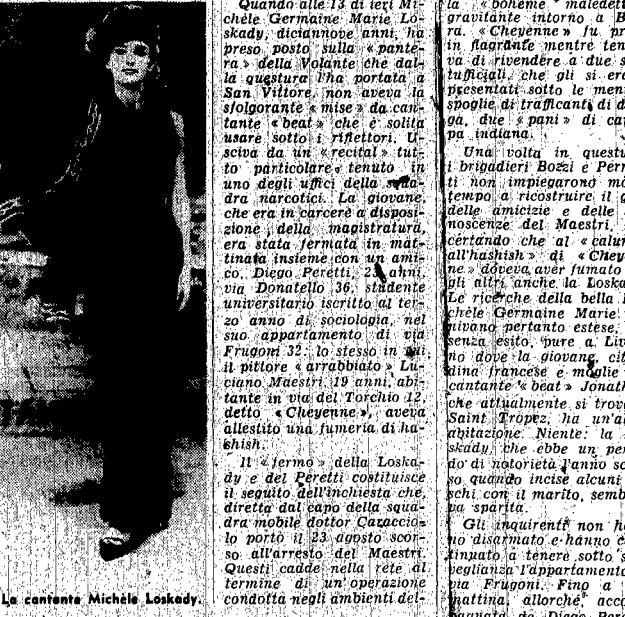 Quando alle 13 di ieri Mi-
chèle Germaine Marie Lo-
skady, diciannove anni, ha
preso posto sulla «pante-
ra» della Volante che dal-
la questura l'ha portata a
San Vittore, non aveva la
sfolgorante «mise» da can-
tante «beat» che è solita
usare sotto i riflettori. U-
sciva da un «recital» tut-
to particolare, tenuto in
uno degli uffici della squa-
dra narcotici. La giovane,
che era in carcere a disposi-
zione della magistratura,
era stata fermata in mat-
tinata insieme con un ami-
co, Diego Peretti, 23 anni,
via Donatello 36, studente
universitario iscritto al ter-
zo anno di sociologia, nel
suo appartamento di via
Frugoni 32: lo stesso in cui
il pittore «arrabbiato» Lu-
ciano Maestri, 19 anni, abi-
tante in via del Torchio 12,
detto «Cheyenne», aveva
allestito una fumeria di ha-
shish.
Il «fermo» della Loska-
dy e del Peretti costituisce
il seguito dell'inchiesta che,
diretta dal capo della squa-
dra mobile dottor Caraccio-
lo portò il 23 agosto scor-
so all'arresto del Maestri.
Questi cadde nella rete al
termine di un'operazione
condotta negli ambienti del-
la «bohème» maledett
gravitante intorno a B
ra. «Cheyenne» fu pr
in flagrante mentre ten
va di rivendere a due s
tufficiali, che gli si era
presentati sotto le ment
spoglie di trafficanti di d
ga, due «pani» di ca
pa indiana.
Una volta in quest
i brigadieri Bozzi e Perr
ti non impiegarono mo
tempo a ricostruire il g
delle amicizie e delle
noscenze del Maestri,
certando che al «calum
all'hashish» di «Chey
ne» doveva aver fumato
gli altri anche la Loska
Le ricerche della bella
chèle Germaine Marie
nivano pertanto estese,
senza esito, pure a Liv
no dove la giovane, cit
dina francese e moglie
cantante «beat» Jonath
che attualmente si trov
Saint Tropez, ha un'al
abitazione. Niente: la
skady, che ebbe un per
do di notorietà l'anno sc
so quando incise alcuni
schi con il marito, semb
va sparita.
Gli inquirenti non h
no disarmato e hanno c
tinuato a tenere sotto s
veglianza l'appartamento
via Frugoni. Fino a
mattina, allorché, acco
pagnata da Diego Pere
La cantante Michèle Loskady.